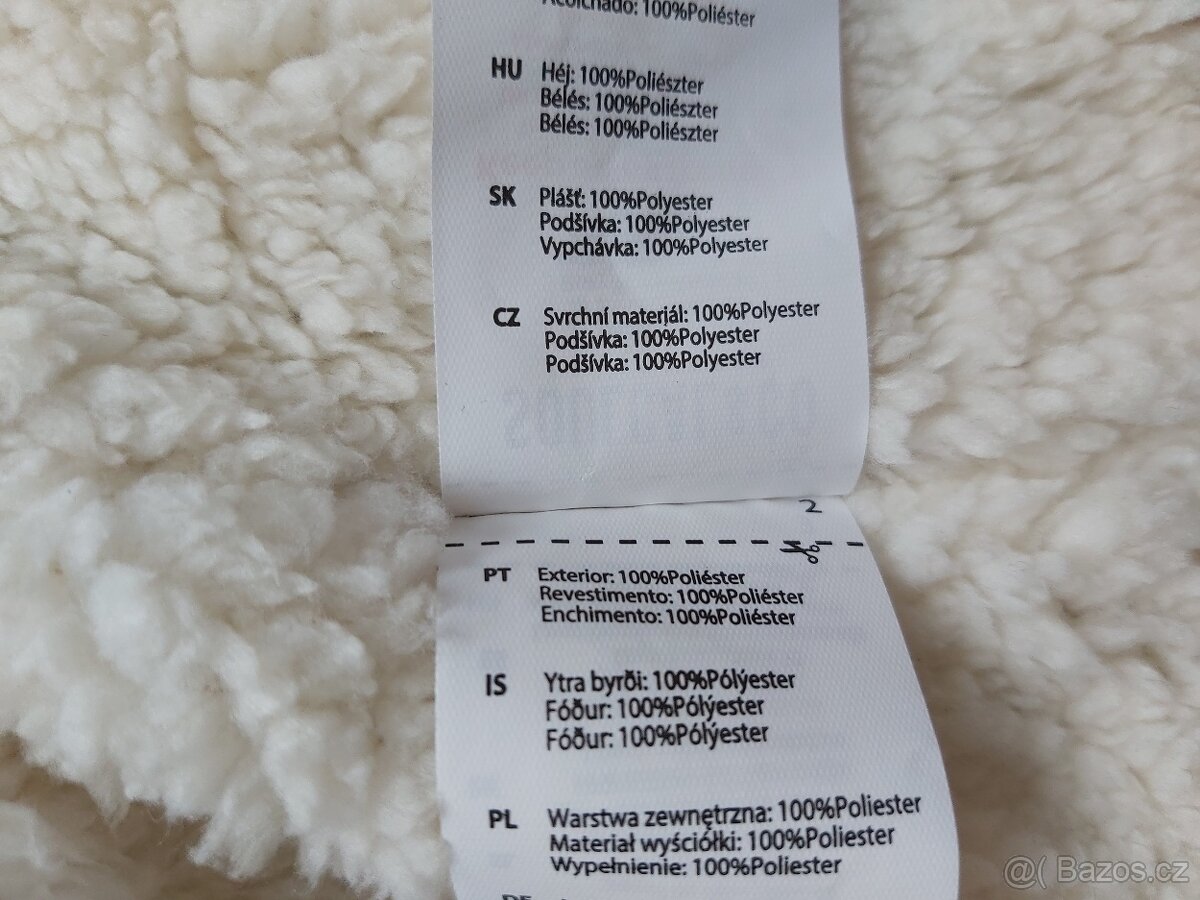 Acolchado: 100%Poliéster
HU Héj: 100%Poliészter
Bélés: 100%Poliészter
Bélés: 100%Poliészter
SK Plášť: 100%Polyester
Podšívka: 100%Polyester
Vypchávka: 100%Polyester
CZ Svrchní materjál: 100%Polyester
Podšívka: 100%Polyester
Podšívka: 100%Polyester
2
PT Exterior: 100%Poliéster
Revestimento: 100%Poliéster
Enchimento: 100%Poliéster
IS Ytra byrði: 100%Pólýester
Fóður: 100%Pólýester
Fóður: 100%Pólýester
PL Warstwa zewnętrzna: 100%Poliester
Materiał wyściółki: 100%Poliester
Wypełnienie: 100%Poliester
Bazos.cz